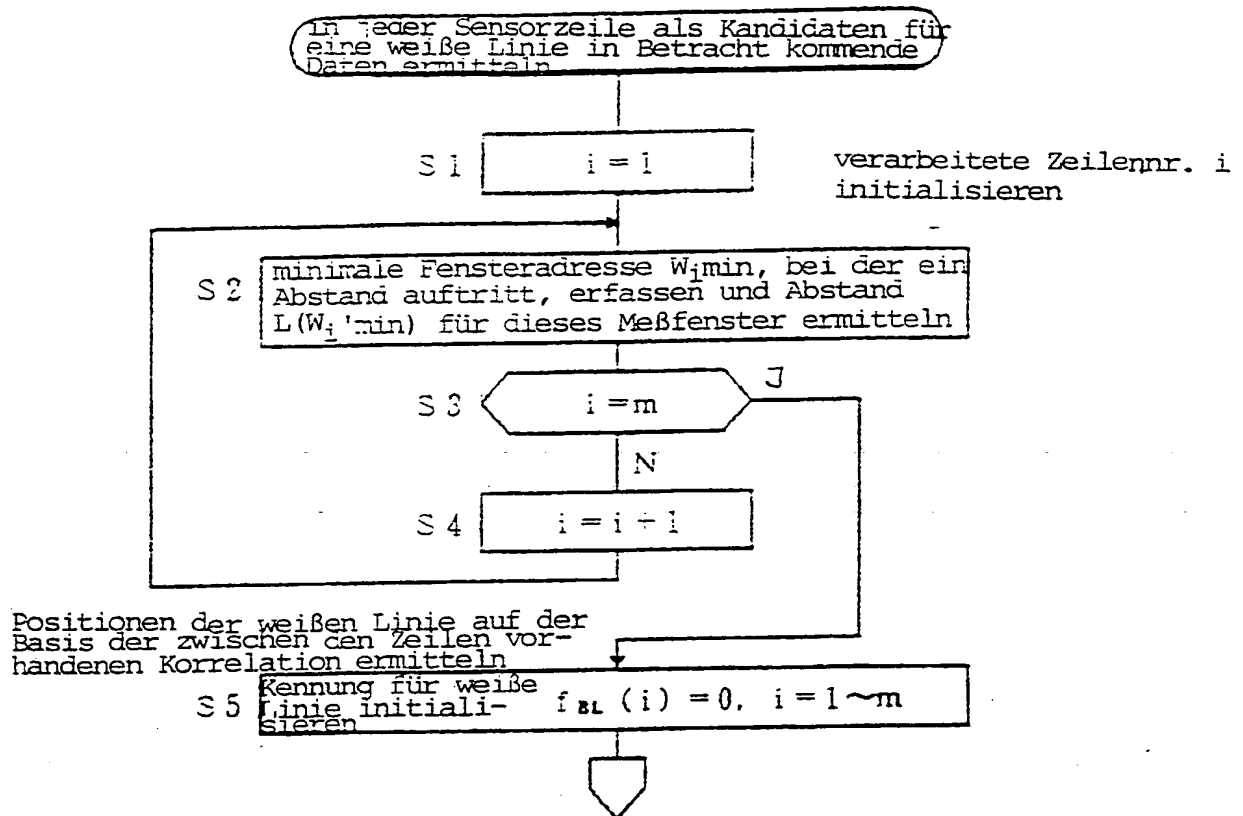 in jeder Sensorzeile als Kandidaten für
eine weiße Linie in Betracht kommende
Daten ermitteln
S 1
i = 1
verarbeitete Zeilennr. i
initialisieren
S 2
minimale Fensteradresse Wimin, bei der ein
Abstand auftritt, erfassen und Abstand
L(Wi'min) für dieses Meßfenster ermitteln
S 3
i = m
J
N
S 4
i = i + 1
Positionen der weißen Linie auf der
Basis der zwischen den Zeilen vor-
handenen Korrelation ermitteln
S 5
Kennung für weiße
Linie initiali-
sieren
fBL (i) = 0, i = 1~m